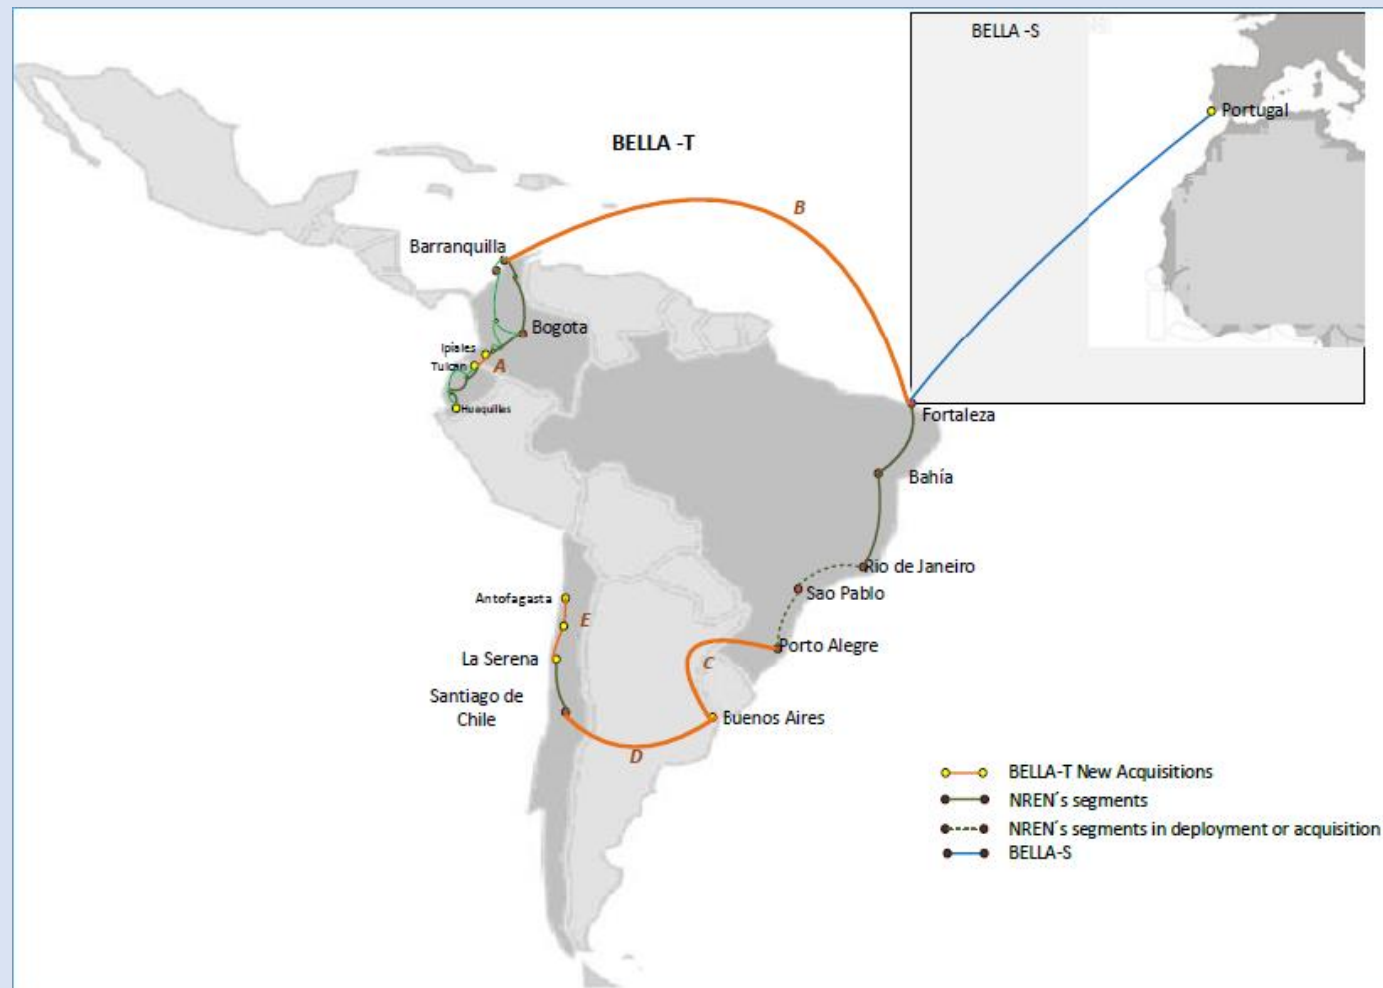 BELLA -S
Portugal
BELLA -T
B
Barranquilla
Bogota
Ipiales
Tulcan
A
Huaquillas
Fortaleza
Bahía
Rio de Janeiro
Sao Pablo
Antofagasta
E
Porto Alegre
La Serena
C
Santiago de
Chile
Buenos Aires
D
BELLA-T New Acquisitions
NREN´s segments
NREN´s segments in deployment or acquisition
BELLA-S